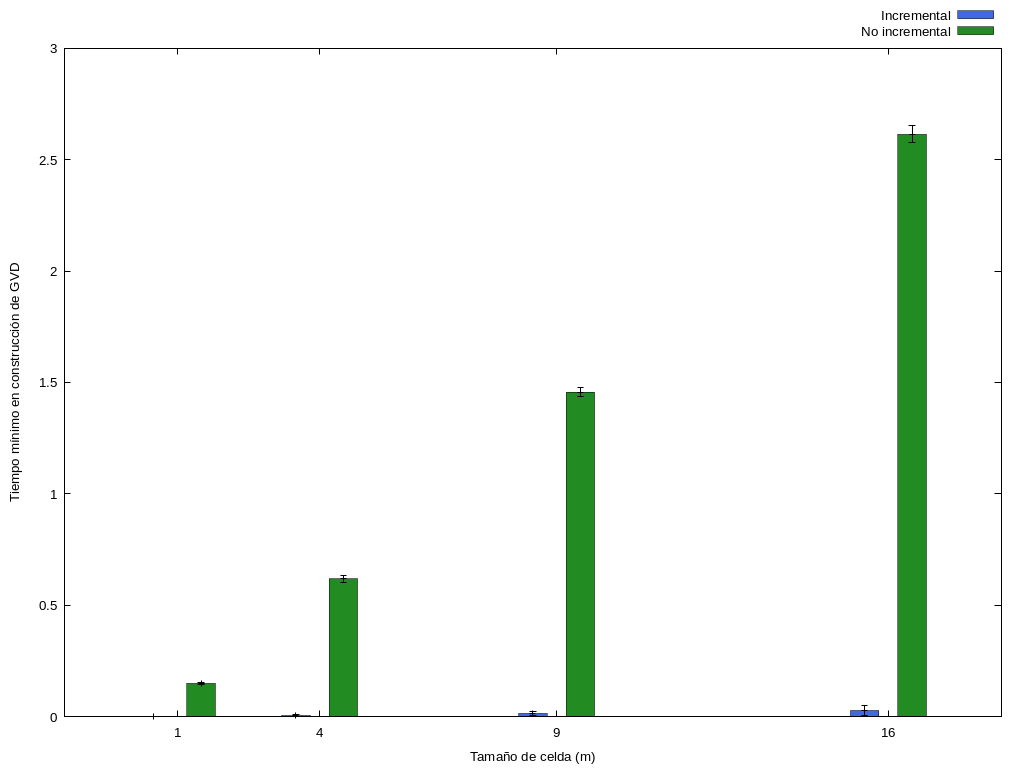 Incremental
No incremental
3
2.5
2
1.5
1
0.5
0
Tiempo mínimo en construcción de GVD
1 4 9 16
Tamaño de celda (m)